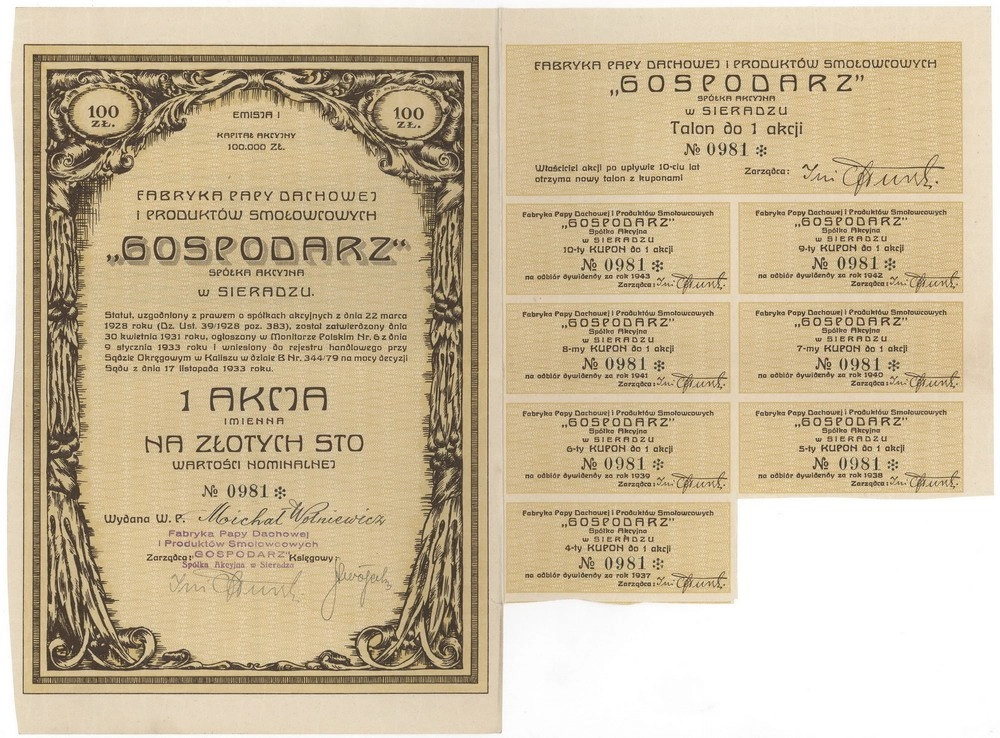 100 ZŁ.
100 ZŁ.
EMISJA I
KAPITAŁ AKCYJNY
100.000 ZŁ.
FABRYKA PAPY DACHOWEJ
I PRODUKTÓW SMOŁOWCOWYCH
„GOSPODARZ“
SPÓŁKA AKCYJNA
W SIERADZU.
Statut, uzgodniony z prawem o spółkach akcyjnych z dnia 22 marca
1928 roku (Dz. Ust. 39/1928 poz. 383), został zatwierdzony dnia
30 kwietnia 1931 roku, ogłoszony w Monitorze Polskim Nr. 6 z dnia
9 stycznia 1933 roku i wniesiony do rejestru handlowego przy
Sądzie Okręgowym w Kaliszu w dziale B Nr. 344/79 na mocy decyzji
Sądu z dnia 17 listopada 1933 roku.
1 AKCJA
IMIENNA
NA ZŁOTYCH STO
WARTOŚCI NOMINALNEJ
№ 0981 ✻
Wydana W. P. Michał Wołniewicz
Fabryka Papy Dachowej
i Produktów Smołowcowych
Zarządca: „GOSPODARZ“ Księgowy:
Spółka Akcyjna w Sieradzu
FABRYKA PAPY DACHOWEJ I PRODUKTÓW SMOŁOWCOWYCH
„GOSPODARZ”
SPÓŁKA AKCYJNA
W SIERADZU
Talon do 1 akcji
№ 0981 ✻
Właściciel akcji po upływie 10-ciu lat
otrzyma nowy talon z kuponami
Zarządca:
Fabryka Papy Dachowej i Produktów Smołowcowych
„GOSPODARZ”
Spółka Akcyjna
W SIERADZU
10-ty KUPON do 1 akcji
№ 0981 ✻
na odbiór dywidendy za rok 1943
Zarządca:
Fabryka Papy Dachowej i Produktów Smołowcowych
„GOSPODARZ”
Spółka Akcyjna
W SIERADZU
9-ty KUPON do 1 akcji
№ 0981 ✻
na odbiór dywidendy za rok 1942
Zarządca:
Fabryka Papy Dachowej i Produktów Smołowcowych
„GOSPODARZ”
Spółka Akcyjna
W SIERADZU
8-my KUPON do 1 akcji
№ 0981 ✻
na odbiór dywidendy za rok 1941
Zarządca:
Fabryka Papy Dachowej i Produktów Smołowcowych
„GOSPODARZ”
Spółka Akcyjna
W SIERADZU
7-my KUPON do 1 akcji
№ 0981 ✻
na odbiór dywidendy za rok 1940
Zarządca:
Fabryka Papy Dachowej i Produktów Smołowcowych
„GOSPODARZ”
Spółka Akcyjna
W SIERADZU
6-ty KUPON do 1 akcji
№ 0981 ✻
na odbiór dywidendy za rok 1939
Zarządca:
Fabryka Papy Dachowej i Produktów Smołowcowych
„GOSPODARZ”
Spółka Akcyjna
W SIERADZU
5-ty KUPON do 1 akcji
№ 0981 ✻
na odbiór dywidendy za rok 1938
Zarządca:
Fabryka Papy Dachowej i Produktów Smołowcowych
„GOSPODARZ”
Spółka Akcyjna
W SIERADZU
4-ty KUPON do 1 akcji
№ 0981 ✻
na odbiór dywidendy za rok 1937
Zarządca: